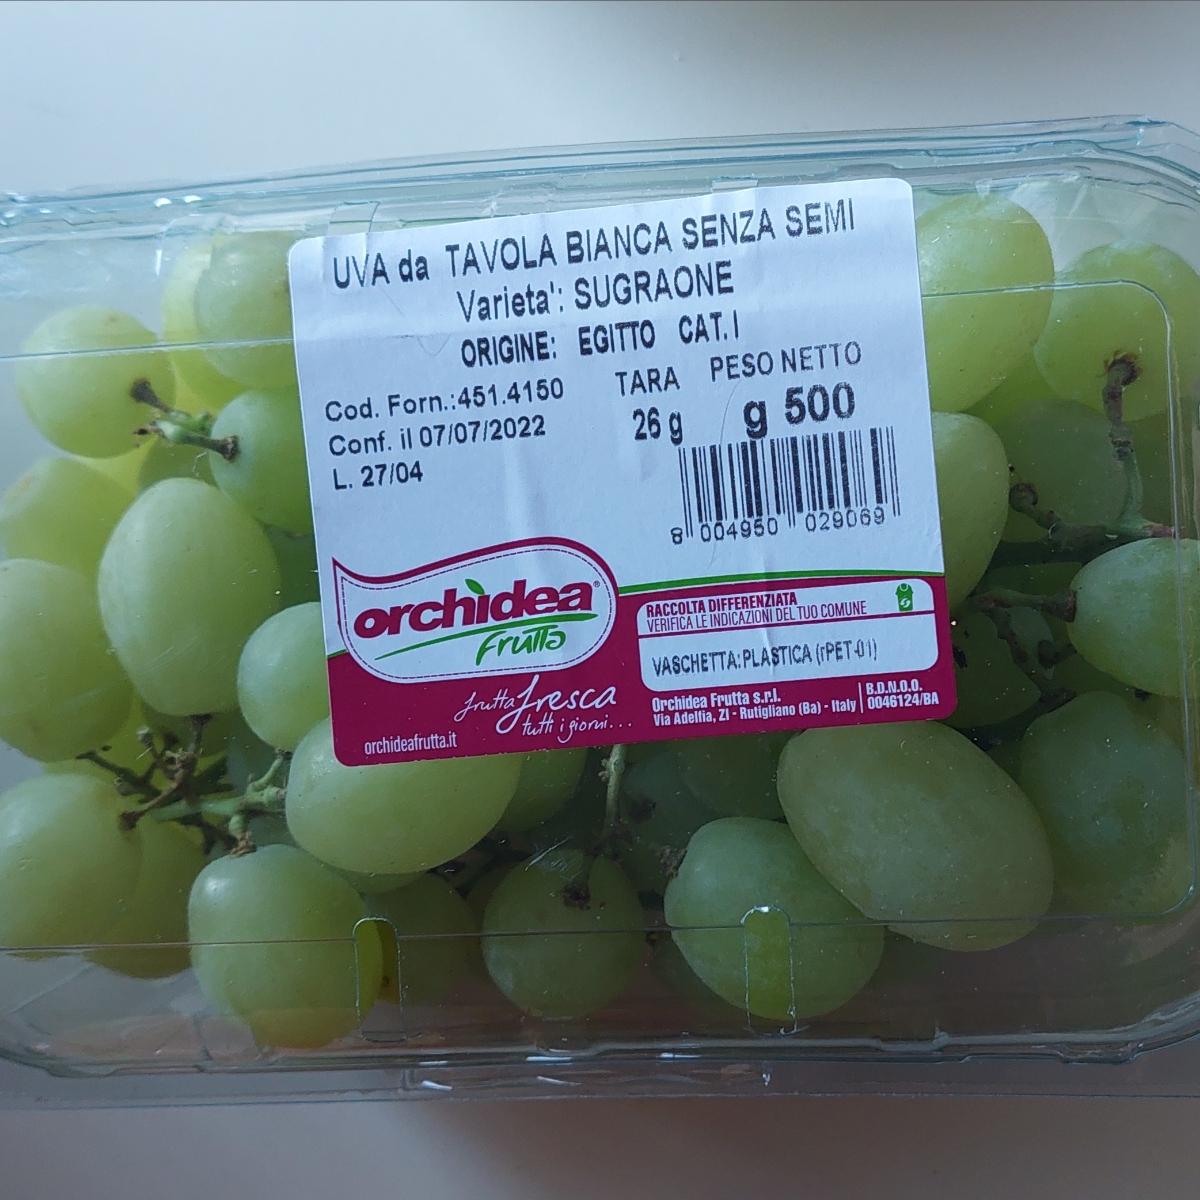 UVA da TAVOLA BIANCA SENZA SEMI
Varieta': SUGRAONE
ORIGINE: EGITTO CAT. I
Cod. Forn.:451.4150
Conf. il 07/07/2022
L. 27/04
TARA PESO NETTO
26 g g 500
8 004950 029069
orchìdea®
frutta
frutta fresca
tutti i giorni...
orchideafrutta.it
RACCOLTA DIFFERENZIATA
VERIFICA LE INDICAZIONI DEL TUO COMUNE
VASCHETTA: PLASTICA (rPET-01)
Orchidea Frutta s.r.l.
Via Adelfia, ZI - Rutigliano (Ba) - Italy
B.D.N.O.O.
0046124/BA